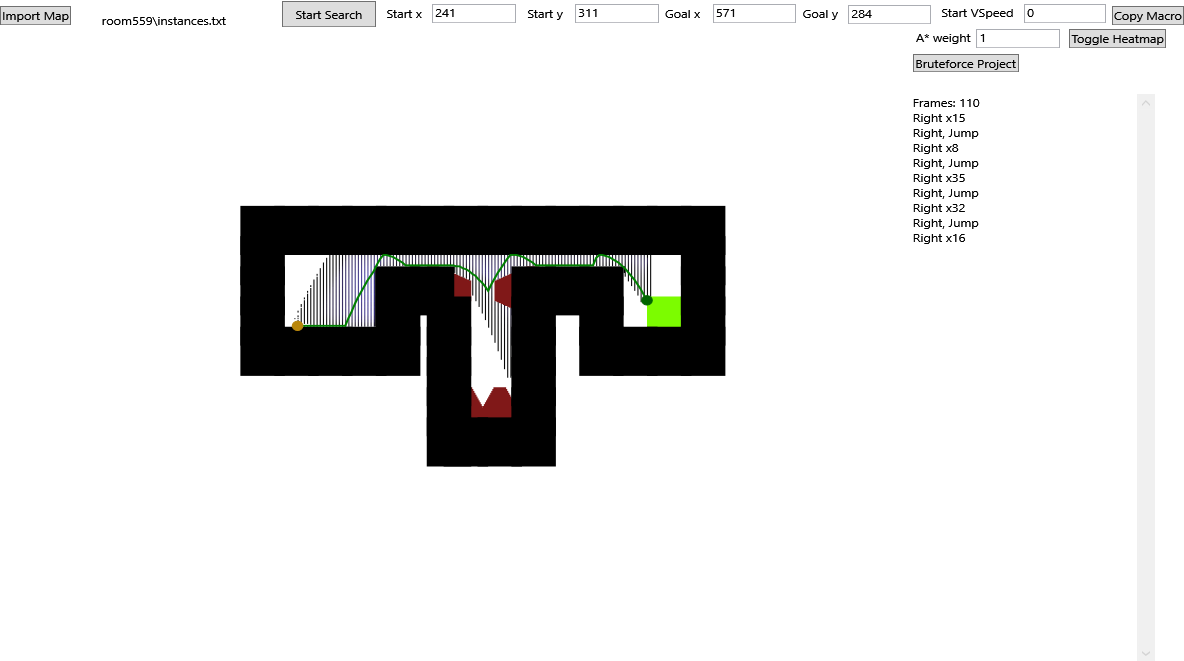 Import Map
room559\instances.txt
Start Search
Start x 241
Start y 311
Goal x 571
Goal y 284
Start VSpeed 0
Copy Macro
A* weight 1
Toggle Heatmap
Bruteforce Project
Frames: 110
Right x15
Right, Jump
Right x8
Right, Jump
Right x35
Right, Jump
Right x32
Right, Jump
Right x16